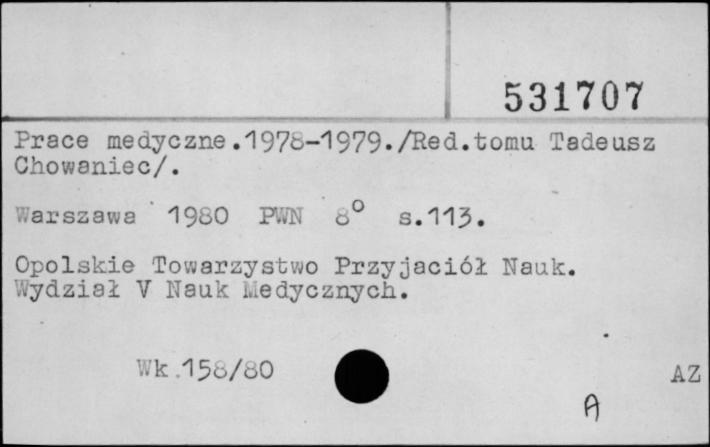 531707
Prace medyczne.1978-1979./Red.tomu Tadeusz
Chowaniec/.
Warszawa 1980 PWN 8° s.113.
Opolskie Towarzystwo Przyjaciół Nauk.
Wydział V Nauk Medycznych.
Wk.158/80
AZ
A